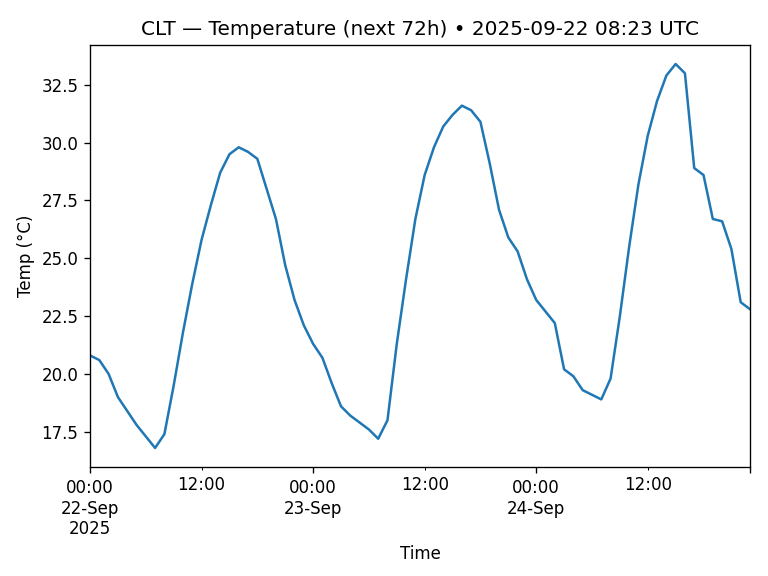 CLT — Temperature (next 72h) • 2025-09-22 08:23 UTC
Temp (°C)
32.5
30.0
27.5
25.0
22.5
20.0
17.5
00:00 12:00 00:00 12:00 00:00 12:00
22-Sep 23-Sep 24-Sep
2025
Time